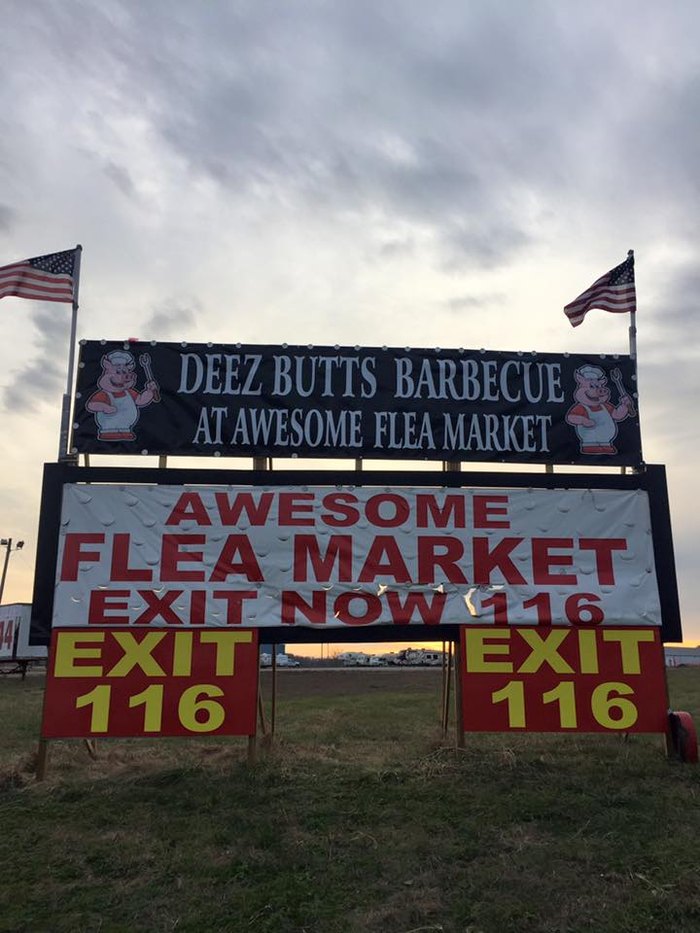 DEEZ BUTTS BARBECUE
AT AWESOME FLEA MARKET
AWESOME
FLEA MARKET
EXIT NOW 116
EXIT
116
EXIT
116